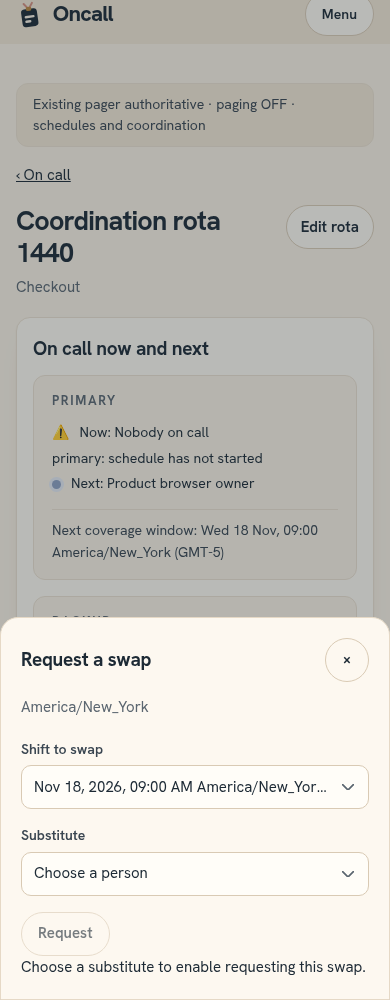 Oncall
Menu
Existing pager authoritative · paging OFF ·
schedules and coordination
‹ On call
Coordination rota
1440
Edit rota
Checkout
On call now and next
PRIMARY
⚠️ Now: Nobody on call
primary: schedule has not started
Next: Product browser owner
Next coverage window: Wed 18 Nov, 09:00
America/New_York (GMT-5)
Request a swap
×
America/New_York
Shift to swap
Nov 18, 2026, 09:00 AM America/New_Yor…
Substitute
Choose a person
Request
Choose a substitute to enable requesting this swap.